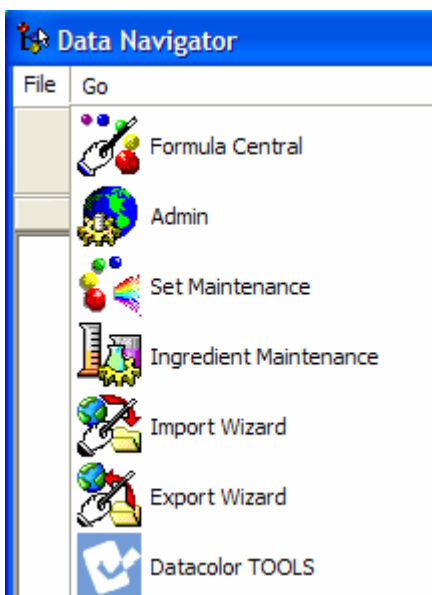 Data Navigator
File Go
Formula Central
Admin
Set Maintenance
Ingredient Maintenance
Import Wizard
Export Wizard
Datacolor TOOLS